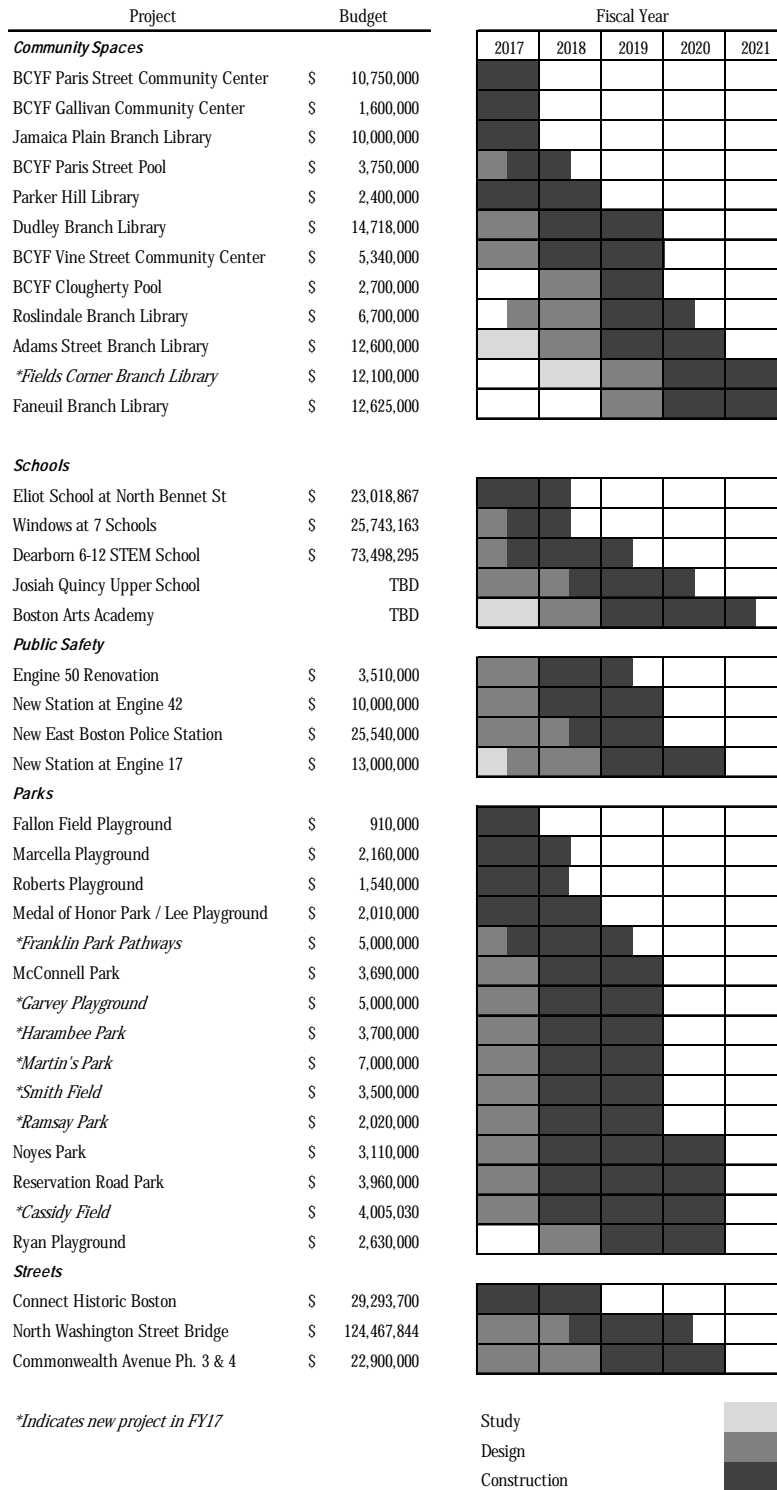 Project Budget Fiscal Year
Community Spaces 2017 2018 2019 2020 2021
BCYF Paris Street Community Center $ 10,750,000
BCYF Gallivan Community Center $ 1,600,000
Jamaica Plain Branch Library $ 10,000,000
BCYF Paris Street Pool $ 3,750,000
Parker Hill Library $ 2,400,000
Dudley Branch Library $ 14,718,000
BCYF Vine Street Community Center $ 5,340,000
BCYF Clougherty Pool $ 2,700,000
Roslindale Branch Library $ 6,700,000
Adams Street Branch Library $ 12,600,000
*Fields Corner Branch Library $ 12,100,000
Faneuil Branch Library $ 12,625,000
Schools
Eliot School at North Bennet St $ 23,018,867
Windows at 7 Schools $ 25,743,163
Dearborn 6-12 STEM School $ 73,498,295
Josiah Quincy Upper School TBD
Boston Arts Academy TBD
Public Safety
Engine 50 Renovation $ 3,510,000
New Station at Engine 42 $ 10,000,000
New East Boston Police Station $ 25,540,000
New Station at Engine 17 $ 13,000,000
Parks
Fallon Field Playground $ 910,000
Marcella Playground $ 2,160,000
Roberts Playground $ 1,540,000
Medal of Honor Park / Lee Playground $ 2,010,000
*Franklin Park Pathways $ 5,000,000
McConnell Park $ 3,690,000
*Garvey Playground $ 5,000,000
*Harambee Park $ 3,700,000
*Martin's Park $ 7,000,000
*Smith Field $ 3,500,000
*Ramsay Park $ 2,020,000
Noyes Park $ 3,110,000
Reservation Road Park $ 3,960,000
*Cassidy Field $ 4,005,030
Ryan Playground $ 2,630,000
Streets
Connect Historic Boston $ 29,293,700
North Washington Street Bridge $ 124,467,844
Commonwealth Avenue Ph. 3 & 4 $ 22,900,000
*Indicates new project in FY17 Study
Design
Construction